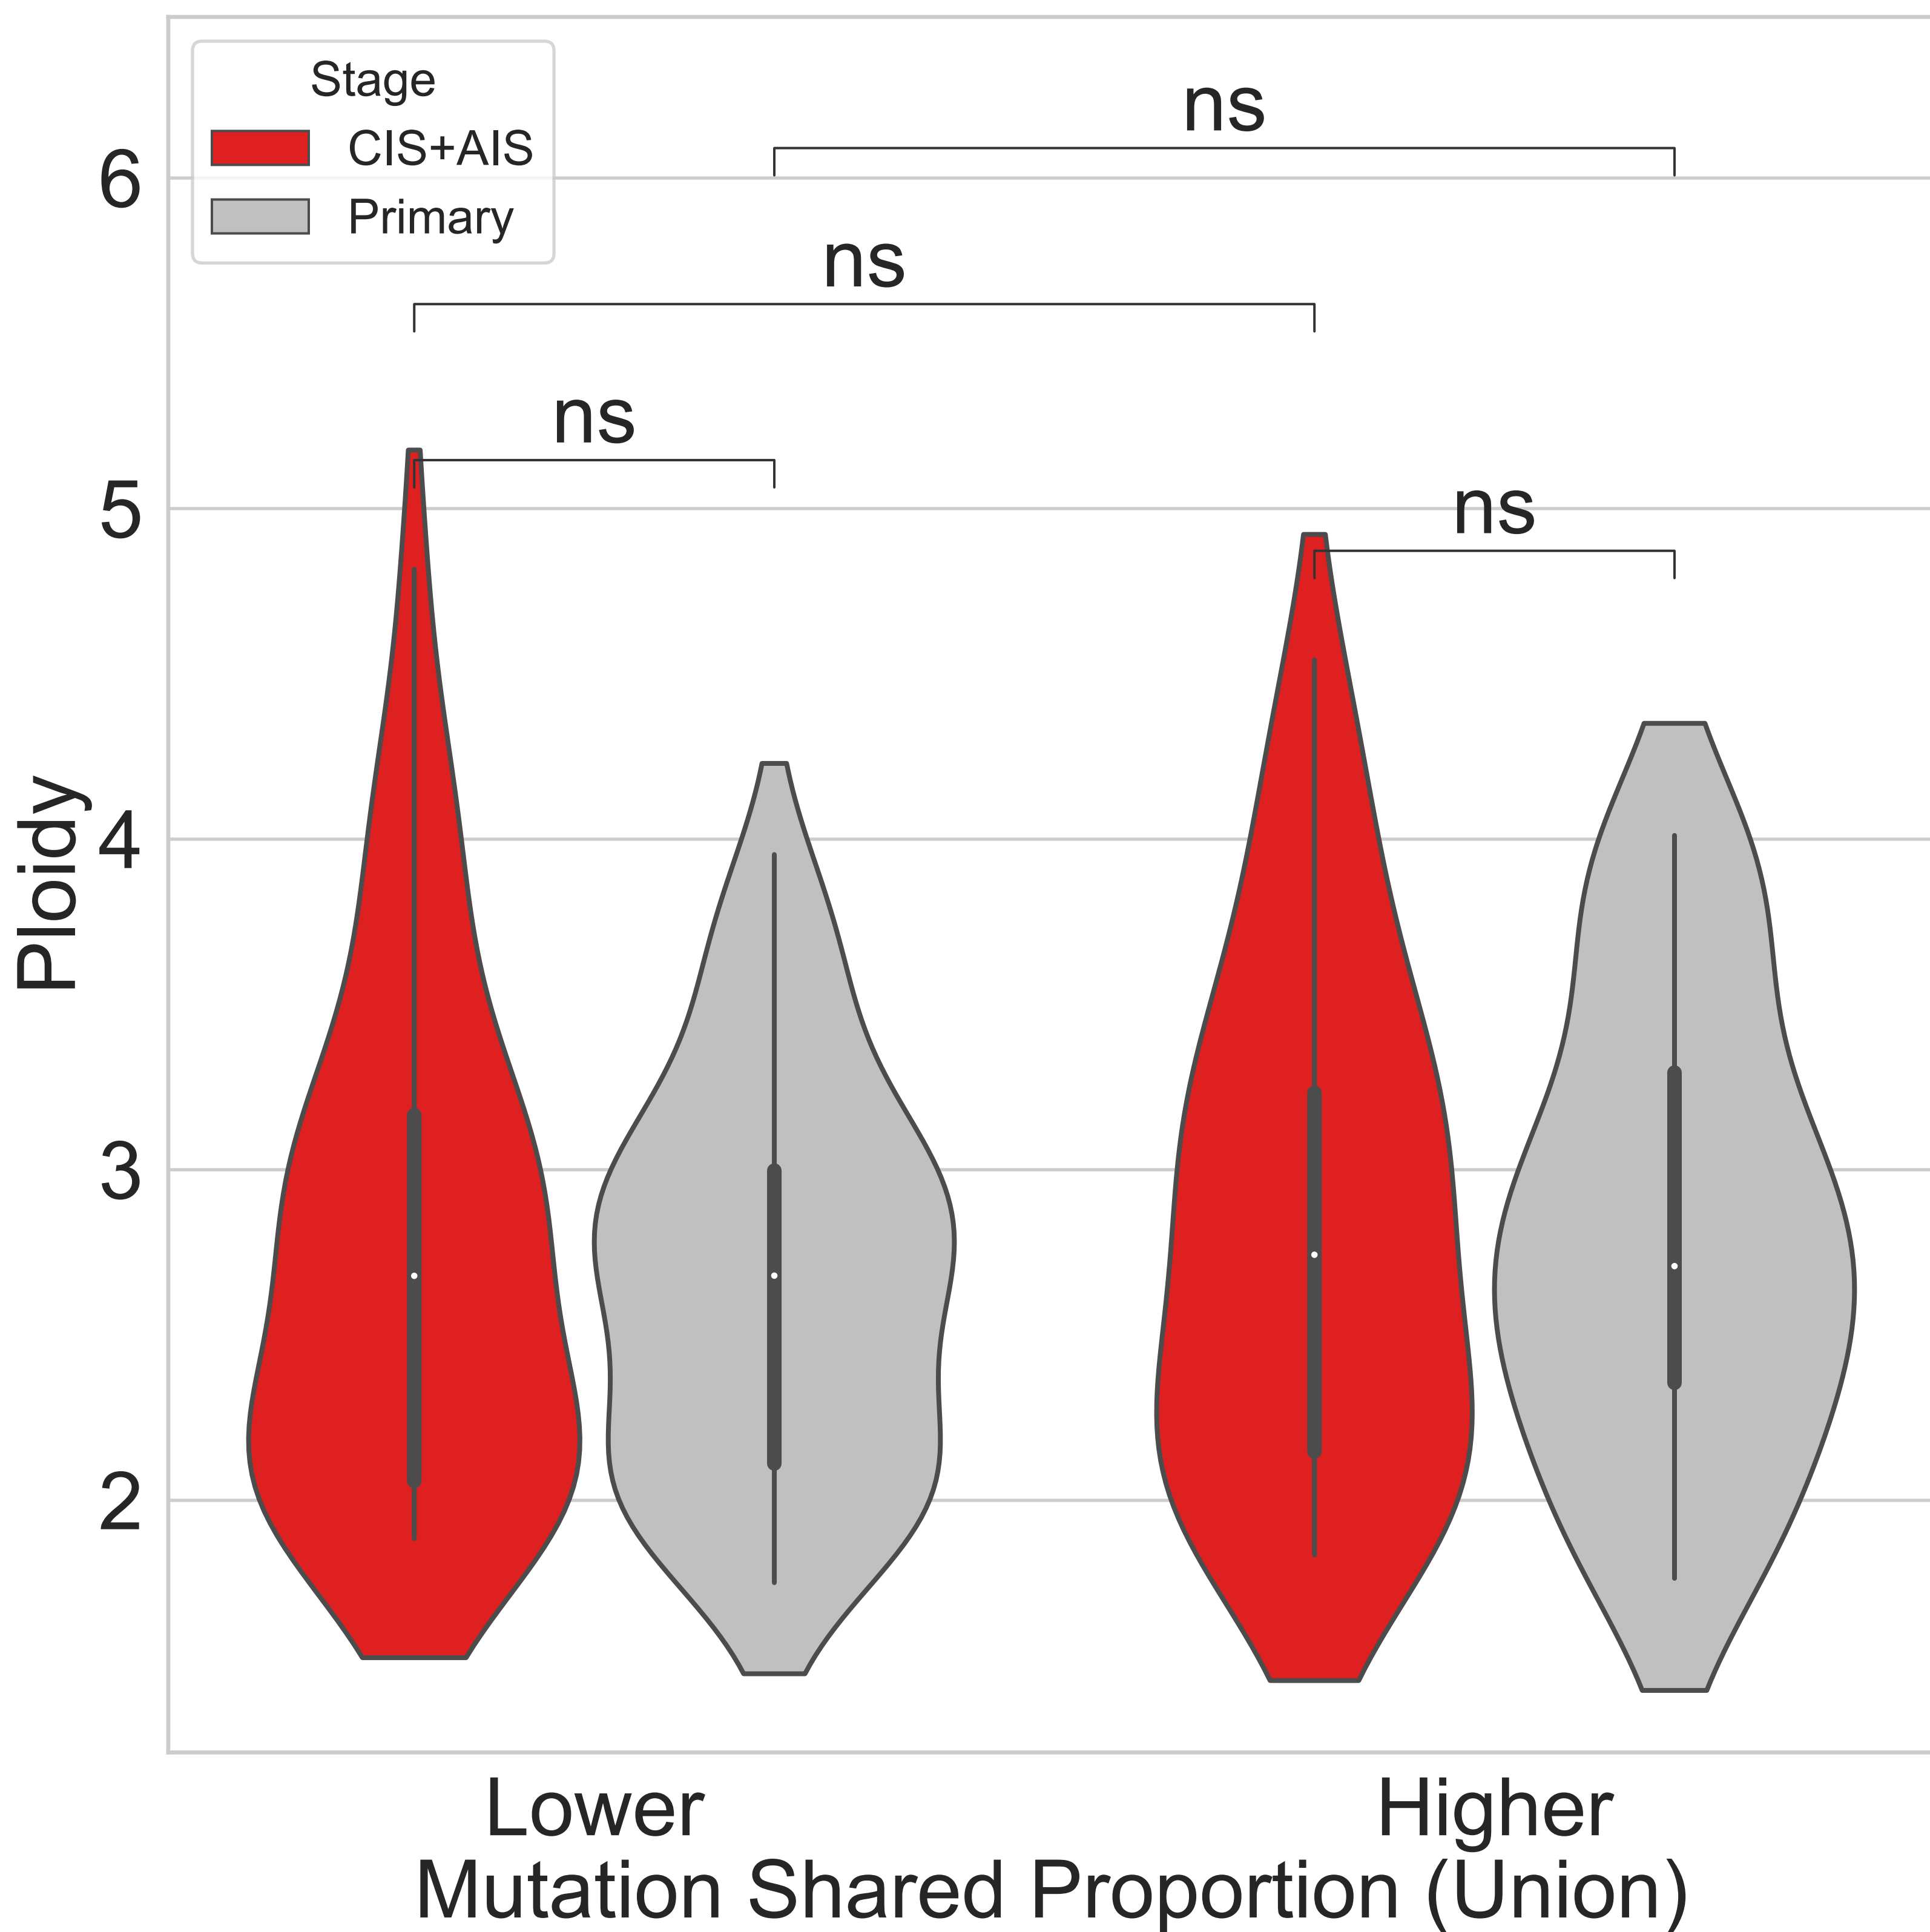 Stage
CIS+AIS
Primary
ns
ns
ns
ns
6
5
4
3
2
Ploidy
Lower
Higher
Mutation Shared Proportion (Union)